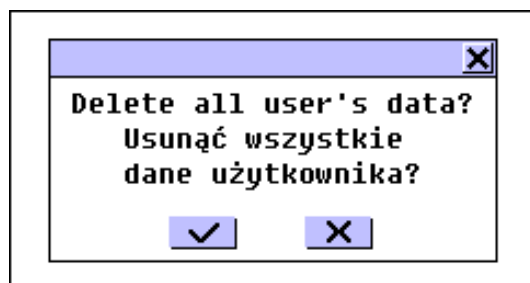 Delete all user's data?
Usunąć wszystkie
dane użytkownika?